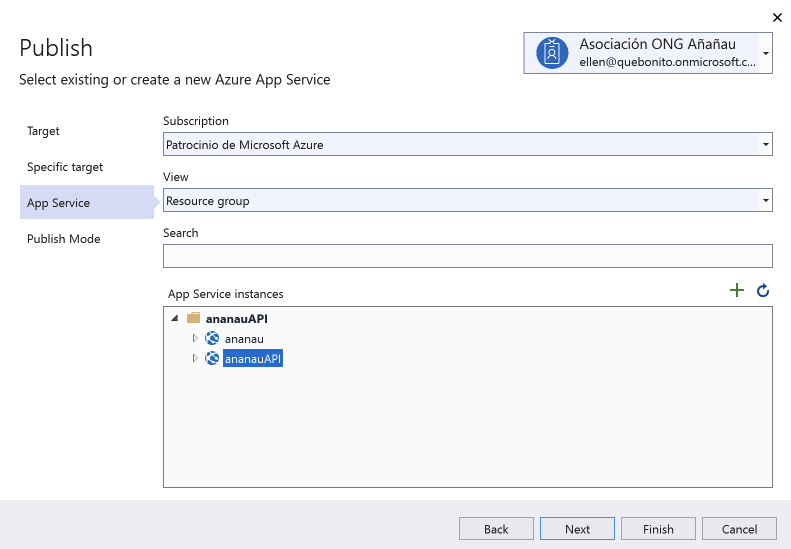 Publish
Select existing or create a new Azure App Service
Asociación ONG Añañau
ellen@quebonito.onmicrosoft.c...
Target
Specific target
App Service
Publish Mode
Subscription
Patrocinio de Microsoft Azure
View
Resource group
Search
App Service instances
ananauAPI
ananau
ananauAPI
Back
Next
Finish
Cancel